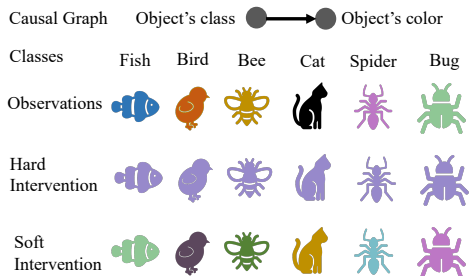 Causal Graph Object's class Object's color
Classes Fish Bird Bee Cat Spider Bug
Observations
Hard
Intervention
Soft
Intervention